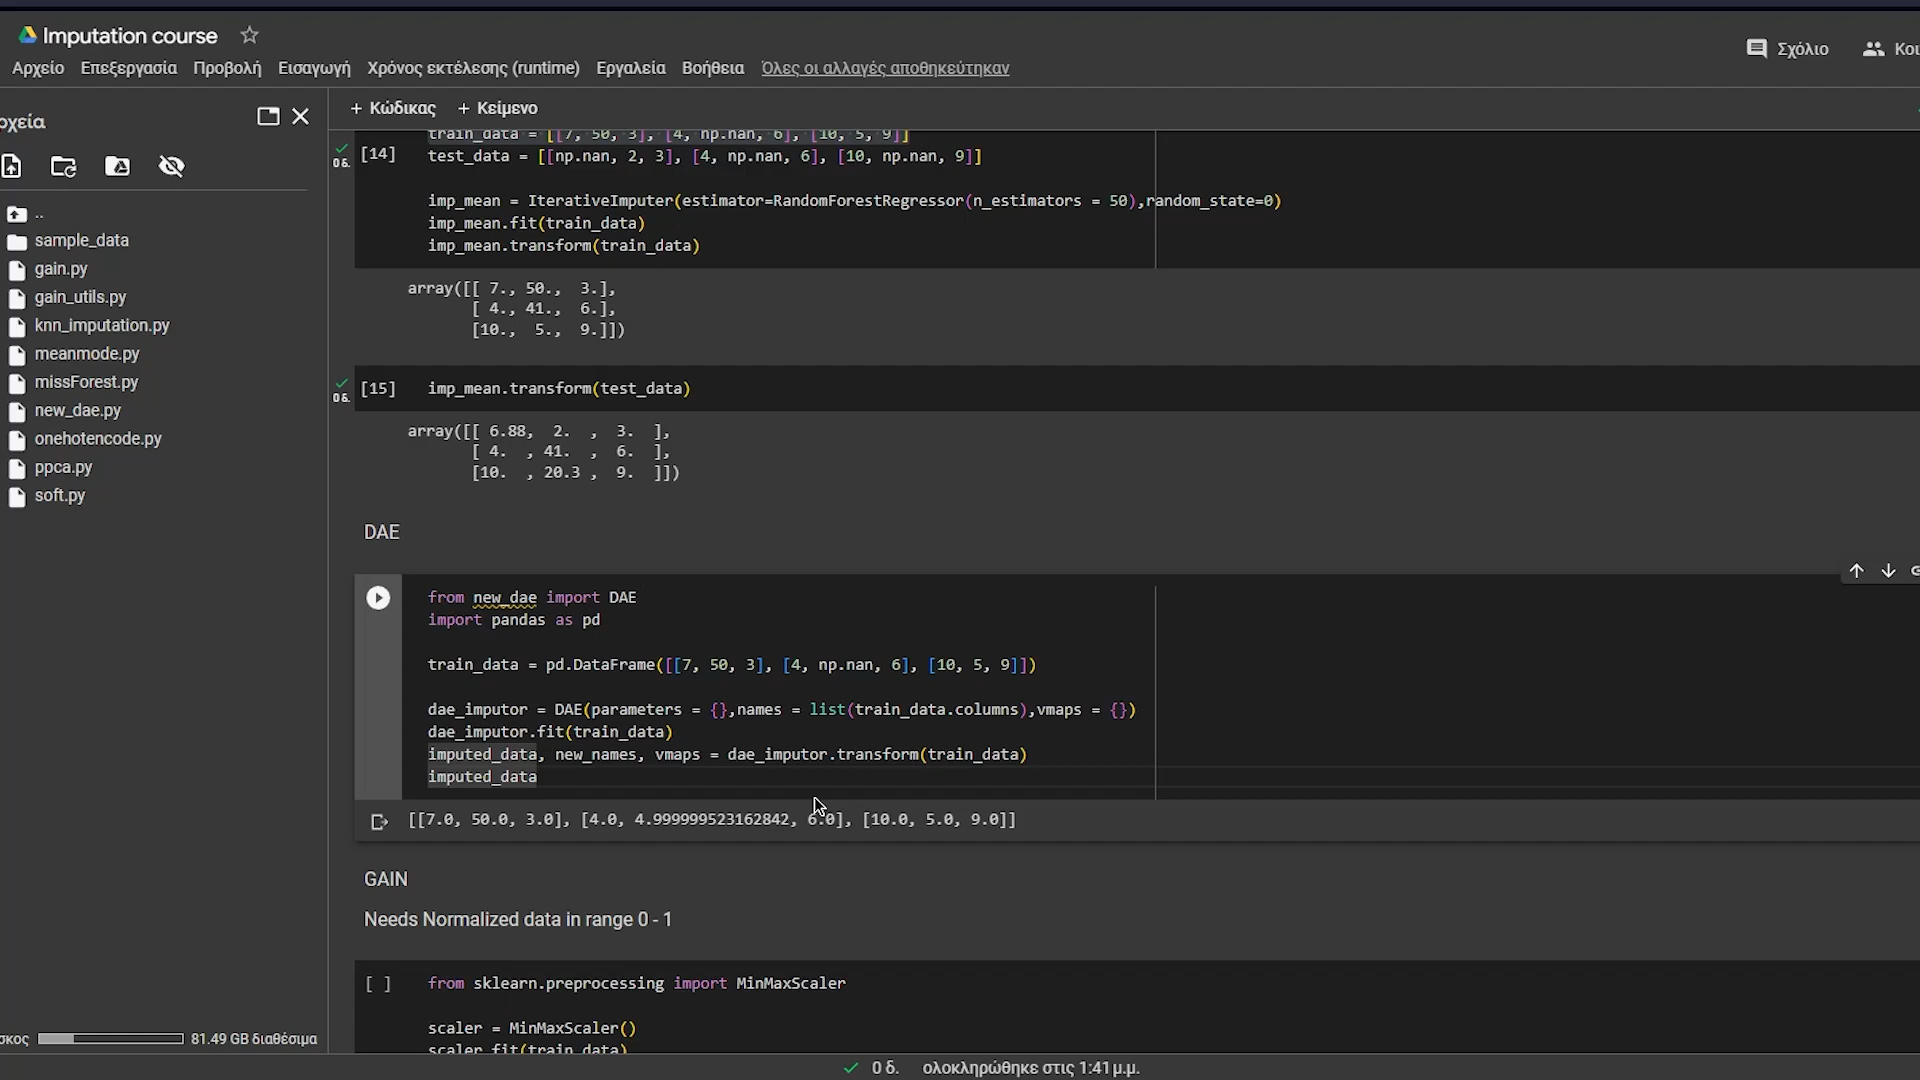 Imputation course
Σχόλιο
Αρχείο Επεξεργασία Προβολή Εισαγωγή Χρόνος εκτέλεσης (runtime) Εργαλεία Βοήθεια Όλες οι αλλαγές αποθηκεύτηκαν
+ Κώδικας + Κείμενο
..
sample_data
gain.py
gain_utils.py
knn_imputation.py
meanmode.py
missForest.py
new_dae.py
onehotencode.py
ppca.py
soft.py
81.49 GB διαθέσιμα
train_data = [[7, 50, 3], [4, np.nan, 6], [10, 5, 9]]
[14] test_data = [[np.nan, 2, 3], [4, np.nan, 6], [10, np.nan, 9]]
0 δ.
imp_mean = IterativeImputer(estimator=RandomForestRegressor(n_estimators = 50),random_state=0)
imp_mean.fit(train_data)
imp_mean.transform(train_data)
array([[ 7., 50., 3.],
[ 4., 41., 6.],
[10., 5., 9.]])
[15] imp_mean.transform(test_data)
0 δ.
array([[ 6.88, 2. , 3. ],
[ 4. , 41. , 6. ],
[10. , 20.3 , 9. ]])
DAE
from new_dae import DAE
import pandas as pd
train_data = pd.DataFrame([[7, 50, 3], [4, np.nan, 6], [10, 5, 9]])
dae_imputor = DAE(parameters = {},names = list(train_data.columns),vmaps = {})
dae_imputor.fit(train_data)
imputed_data, new_names, vmaps = dae_imputor.transform(train_data)
imputed_data
[[7.0, 50.0, 3.0], [4.0, 4.999999523162842, 6.0], [10.0, 5.0, 9.0]]
GAIN
Needs Normalized data in range 0 - 1
[ ] from sklearn.preprocessing import MinMaxScaler
scaler = MinMaxScaler()
scaler.fit(train_data)
0 δ. ολοκληρώθηκε στις 1:41 μ.μ.